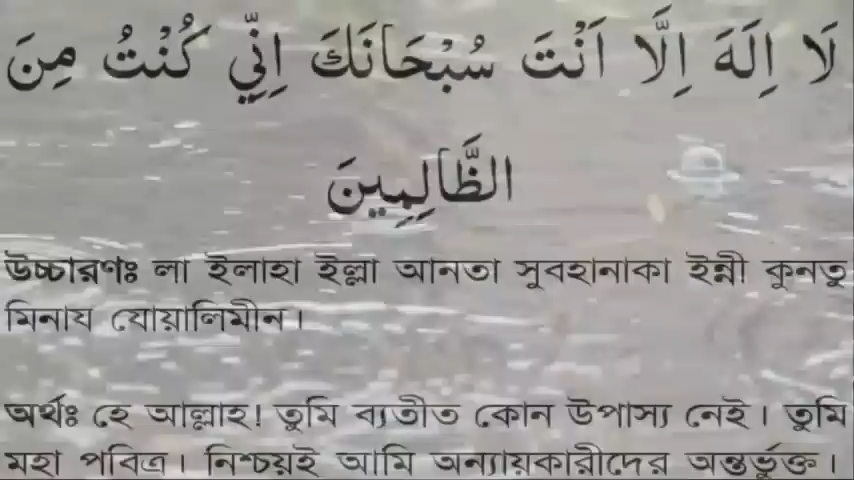 لَا اِلَهَ اِلَّا اَنْتَ سُبْحَانَكَ اِنِّي كُنْتُ مِنَ
الظَّالِمِينَ
উচ্চারণঃ লা ইলাহা ইল্লা আনতা সুবহানাকা ইন্নী কুনতু
মিনায যোয়ালিমীন।
অর্থঃ হে আল্লাহ! তুমি ব্যতীত কোন উপাস্য নেই। তুমি
মহা পবিত্র। নিশ্চয়ই আমি অন্যায়কারীদের অন্তর্ভুক্ত।